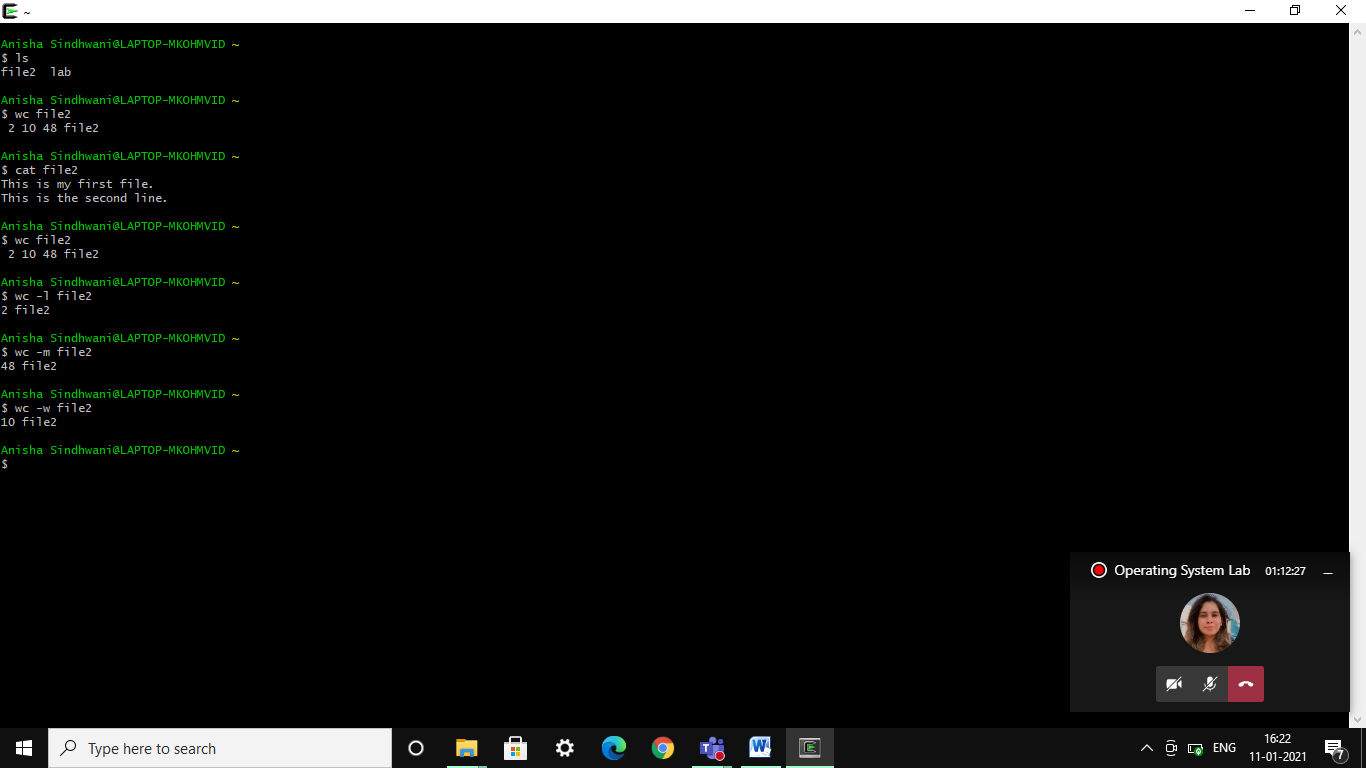 ~
Anisha Sindhwani@LAPTOP-MKOHMVID ~
$ ls
file2  lab
Anisha Sindhwani@LAPTOP-MKOHMVID ~
$ wc file2
 2 10 48 file2
Anisha Sindhwani@LAPTOP-MKOHMVID ~
$ cat file2
This is my first file.
This is the second line.
Anisha Sindhwani@LAPTOP-MKOHMVID ~
$ wc file2
 2 10 48 file2
Anisha Sindhwani@LAPTOP-MKOHMVID ~
$ wc -l file2
2 file2
Anisha Sindhwani@LAPTOP-MKOHMVID ~
$ wc -m file2
48 file2
Anisha Sindhwani@LAPTOP-MKOHMVID ~
$ wc -w file2
10 file2
Anisha Sindhwani@LAPTOP-MKOHMVID ~
$
Operating System Lab 01:12:27
Type here to search
ENG
16:22
11-01-2021
7